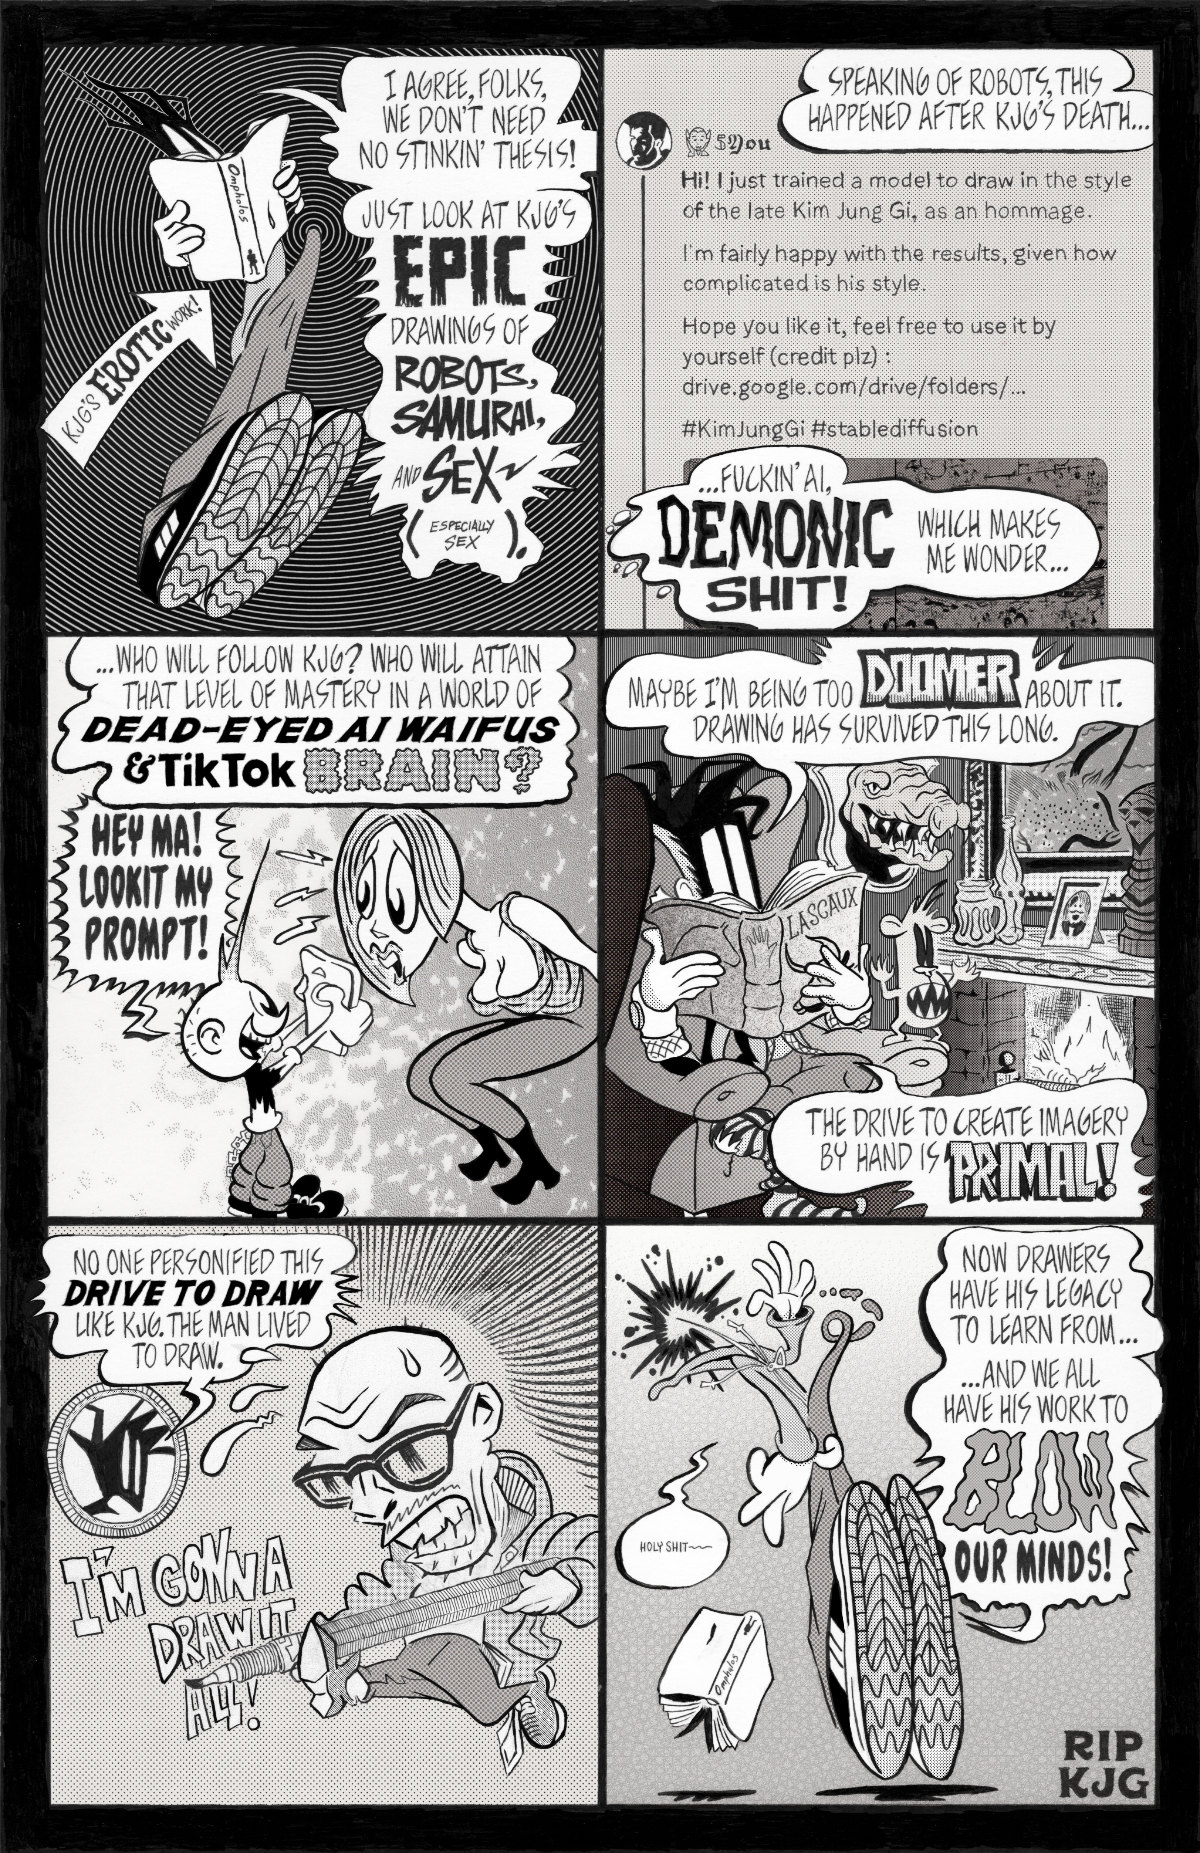 I AGREE, FOLKS,
WE DON'T NEED
NO STINKIN' THESIS!
JUST LOOK AT KJG'S
EPIC
DRAWINGS OF
ROBOTS,
SAMURAI,
AND SEX
(ESPECIALLY
SEX).
Ompholos
KJG'S EROTIC WORK!
SPEAKING OF ROBOTS, THIS
HAPPENED AFTER KJG'S DEATH...
5You
Hi! I just trained a model to draw in the style
of the late Kim Jung Gi, as an hommage.
I'm fairly happy with the results, given how
complicated is his style.
Hope you like it, feel free to use it by
yourself (credit plz) :
drive.google.com/drive/folders/...
#KimJungGi #stablediffusion
...FUCKIN' AI,
DEMONIC
SHIT!
WHICH MAKES
ME WONDER...
...WHO WILL FOLLOW KJG? WHO WILL ATTAIN
THAT LEVEL OF MASTERY IN A WORLD OF
DEAD-EYED AI WAIFUS
& TikTok BRAIN?
HEY MA!
LOOKIT MY
PROMPT!
MAYBE I'M BEING TOO DOOMER ABOUT IT.
DRAWING HAS SURVIVED THIS LONG.
LASCAUX
THE DRIVE TO CREATE IMAGERY
BY HAND IS PRIMAL!
NO ONE PERSONIFIED THIS
DRIVE TO DRAW
LIKE KJG. THE MAN LIVED
TO DRAW.
I'M GONNA
DRAW IT
ALL!
NOW DRAWERS
HAVE HIS LEGACY
TO LEARN FROM...
...AND WE ALL
HAVE HIS WORK TO
BLOW
OUR MINDS!
HOLY SHIT~~
Ompholos
RIP
KJG